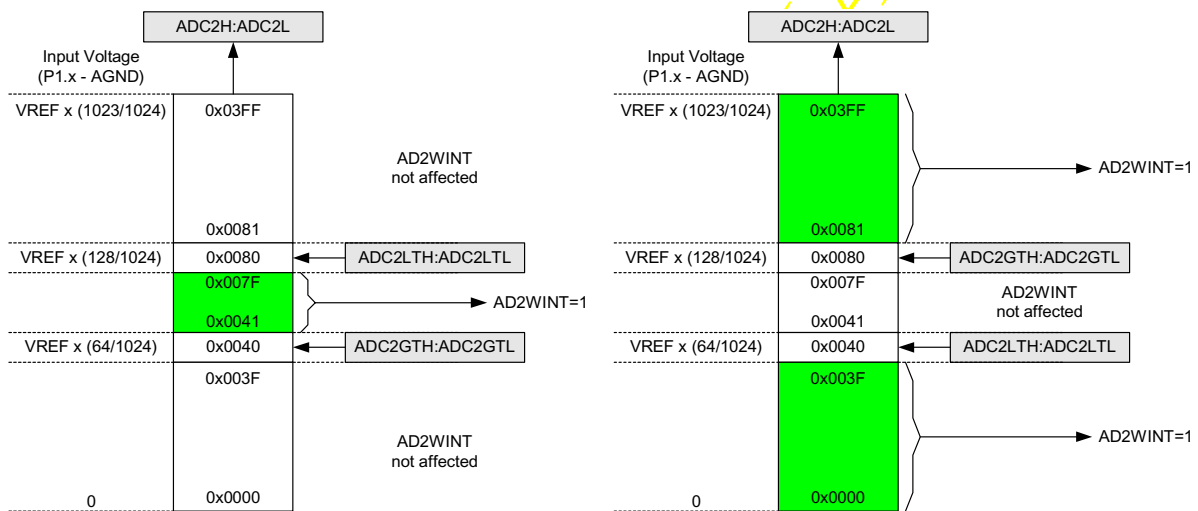 ADC2H:ADC2L
Input Voltage
(P1.x - AGND)
VREF x (1023/1024)
0x03FF
AD2WINT
not affected
0x0081
VREF x (128/1024)
0x0080
ADC2LTH:ADC2LTL
0x007F
AD2WINT=1
0x0041
VREF x (64/1024)
0x0040
ADC2GTH:ADC2GTL
0x003F
AD2WINT
not affected
0
0x0000
ADC2H:ADC2L
Input Voltage
(P1.x - AGND)
VREF x (1023/1024)
0x03FF
AD2WINT=1
0x0081
VREF x (128/1024)
0x0080
ADC2GTH:ADC2GTL
0x007F
AD2WINT
not affected
0x0041
VREF x (64/1024)
0x0040
ADC2LTH:ADC2LTL
0x003F
AD2WINT=1
0
0x0000